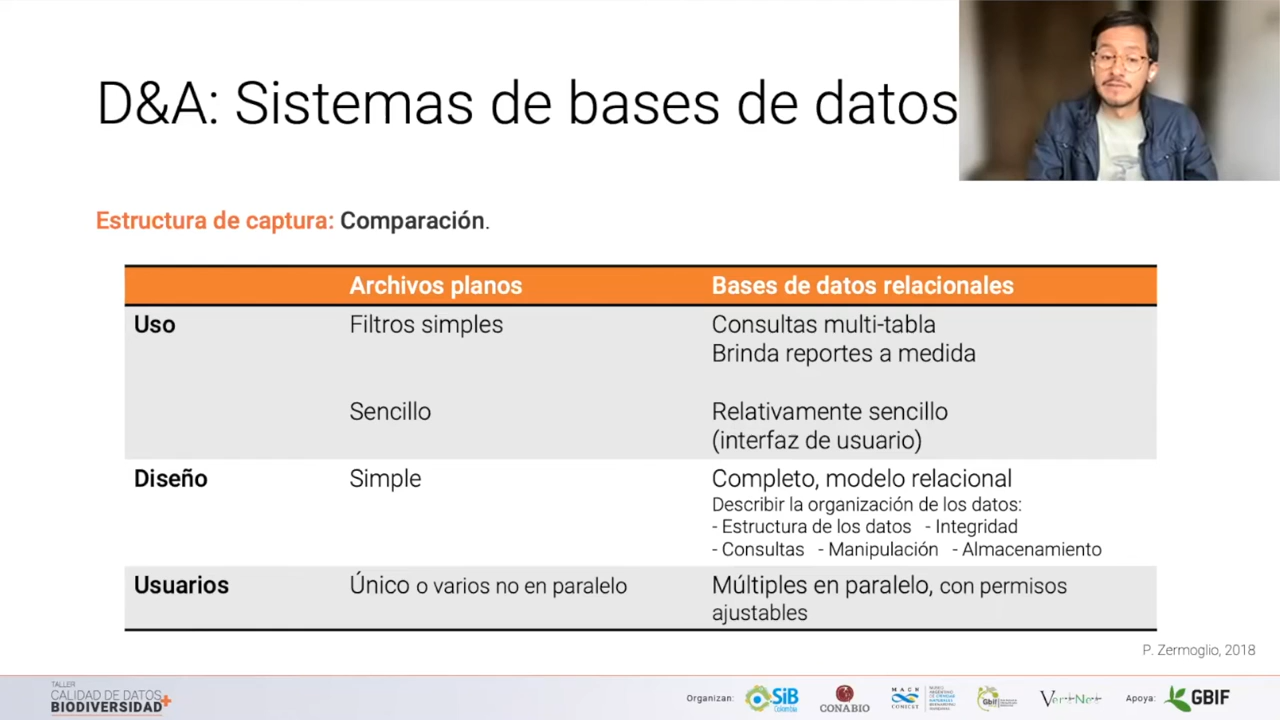 D&A: Sistemas de bases de datos
Estructura de captura: Comparación.
Archivos planos Bases de datos relacionales
Uso Filtros simples Consultas multi-tabla
Brinda reportes a medida
Sencillo Relativamente sencillo
(interfaz de usuario)
Diseño Simple Completo, modelo relacional
Describir la organización de los datos:
- Estructura de los datos - Integridad
- Consultas - Manipulación - Almacenamiento
Usuarios Único o varios no en paralelo Múltiples en paralelo, con permisos
ajustables
P. Zermoglio, 2018
TALLER
CALIDAD DE DATOS
BIODIVERSIDAD+
Organizan: SiB Colombia CONABIO MACN CONICET Gbif VertNet Apoya: GBIF